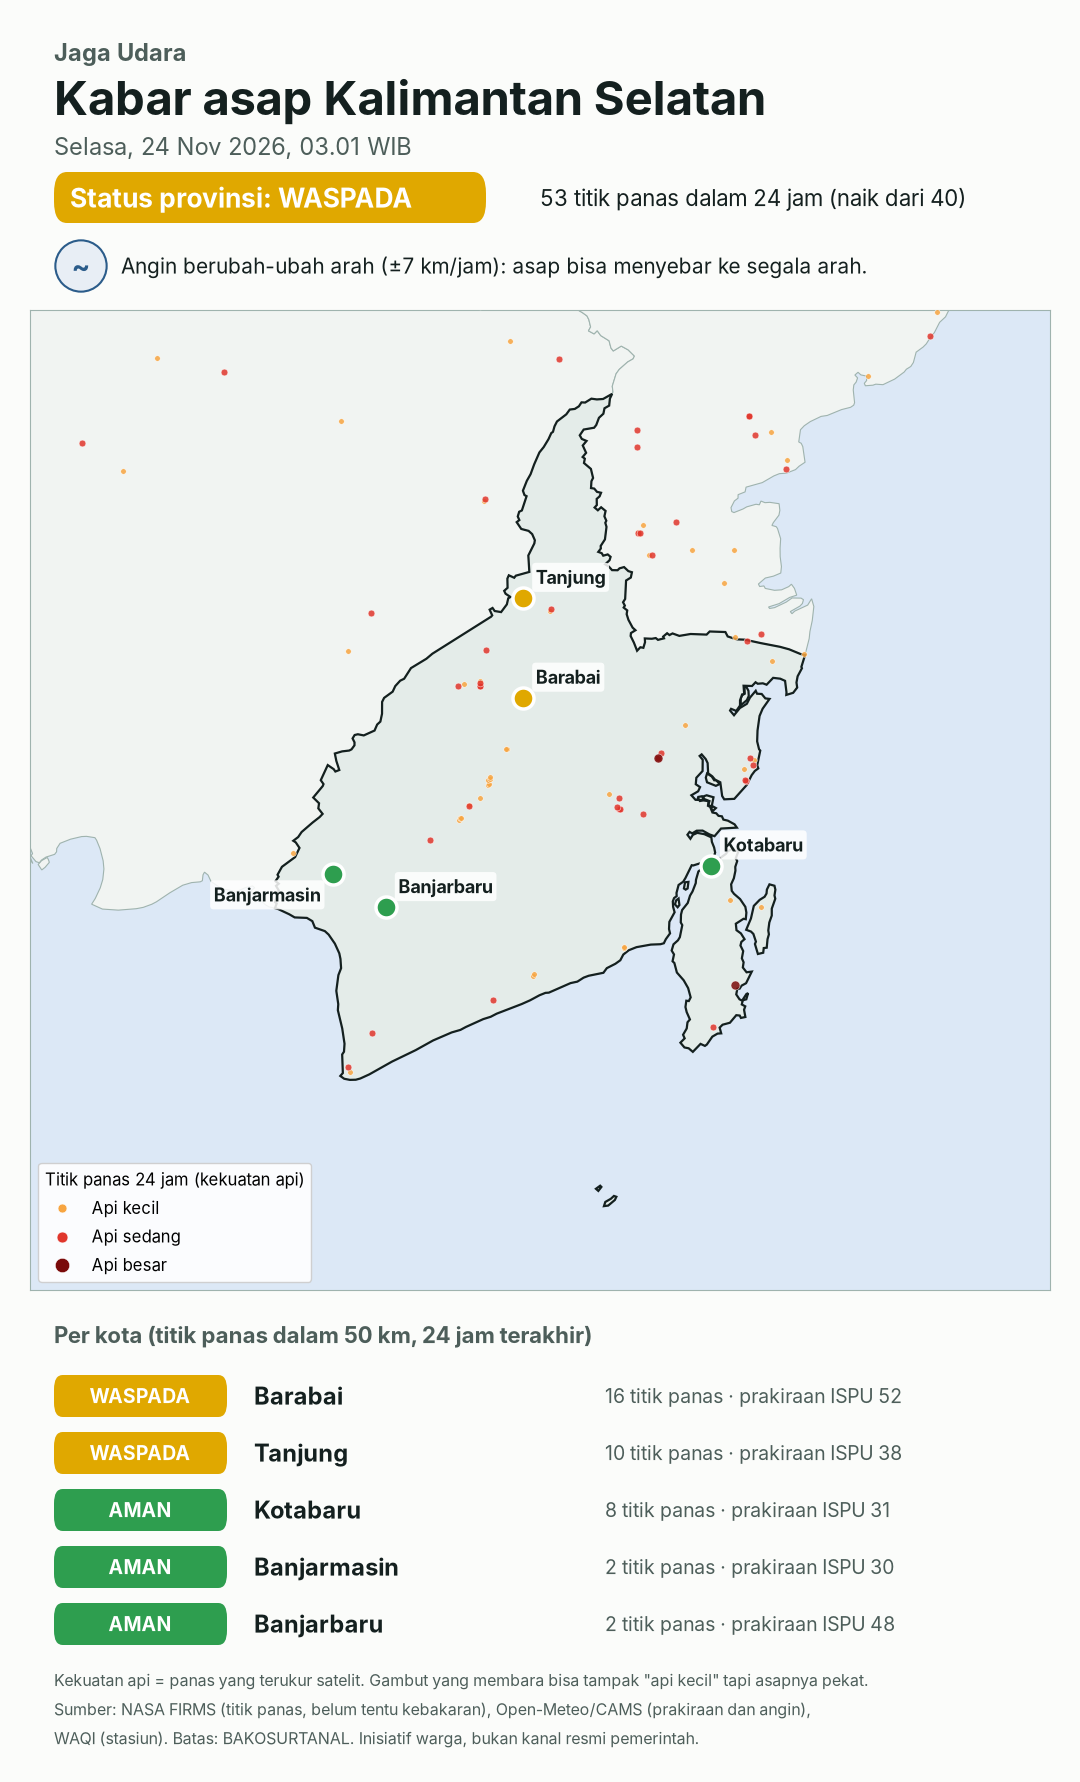 Jaga Udara
Kabar asap Kalimantan Selatan
Selasa, 24 Nov 2026, 03.01 WIB
Status provinsi: WASPADA
53 titik panas dalam 24 jam (naik dari 40)
~
Angin berubah-ubah arah (±7 km/jam): asap bisa menyebar ke segala arah.
Tanjung
Barabai
Kotabaru
Banjarmasin
Banjarbaru
Titik panas 24 jam (kekuatan api)
Api kecil
Api sedang
Api besar
Per kota (titik panas dalam 50 km, 24 jam terakhir)
WASPADA Barabai 16 titik panas · prakiraan ISPU 52
WASPADA Tanjung 10 titik panas · prakiraan ISPU 38
AMAN Kotabaru 8 titik panas · prakiraan ISPU 31
AMAN Banjarmasin 2 titik panas · prakiraan ISPU 30
AMAN Banjarbaru 2 titik panas · prakiraan ISPU 48
Kekuatan api = panas yang terukur satelit. Gambut yang membara bisa tampak "api kecil" tapi asapnya pekat.
Sumber: NASA FIRMS (titik panas, belum tentu kebakaran), Open-Meteo/CAMS (prakiraan dan angin),
WAQI (stasiun). Batas: BAKOSURTANAL. Inisiatif warga, bukan kanal resmi pemerintah.